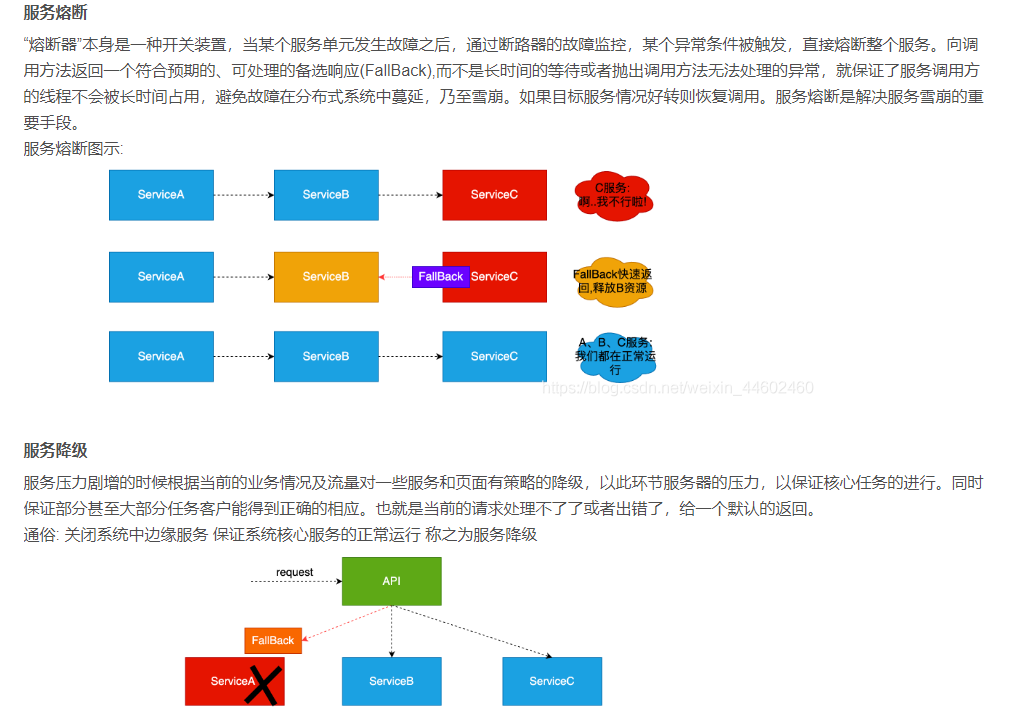 服务熔断
“熔断器”本身是一种开关装置，当某个服务单元发生故障之后，通过断路器的故障监控，某个异常条件被触发，直接熔断整个服务。向调
用方法返回一个符合预期的、可处理的备选响应(FallBack),而不是长时间的等待或者抛出调用方法无法处理的异常，就保证了服务调用方
的线程不会被长时间占用，避免故障在分布式系统中蔓延，乃至雪崩。如果目标服务情况好转则恢复调用。服务熔断是解决服务雪崩的重
要手段。
服务熔断图示:
ServiceA ServiceB ServiceC
C服务:
啊..我不行啦!
ServiceA ServiceB FallBack ServiceC
FallBack快速返
回,释放B资源
ServiceA ServiceB ServiceC
A、B、C服务:
我们都在正常运
行
https://blog.csdn.net/weixin_44602460
服务降级
服务压力剧增的时候根据当前的业务情况及流量对一些服务和页面有策略的降级，以此环节服务器的压力，以保证核心任务的进行。同时
保证部分甚至大部分任务客户能得到正确的相应。也就是当前的请求处理不了了或者出错了，给一个默认的返回。
通俗: 关闭系统中边缘服务 保证系统核心服务的正常运行 称之为服务降级
request
API
FallBack
ServiceA ServiceB ServiceC